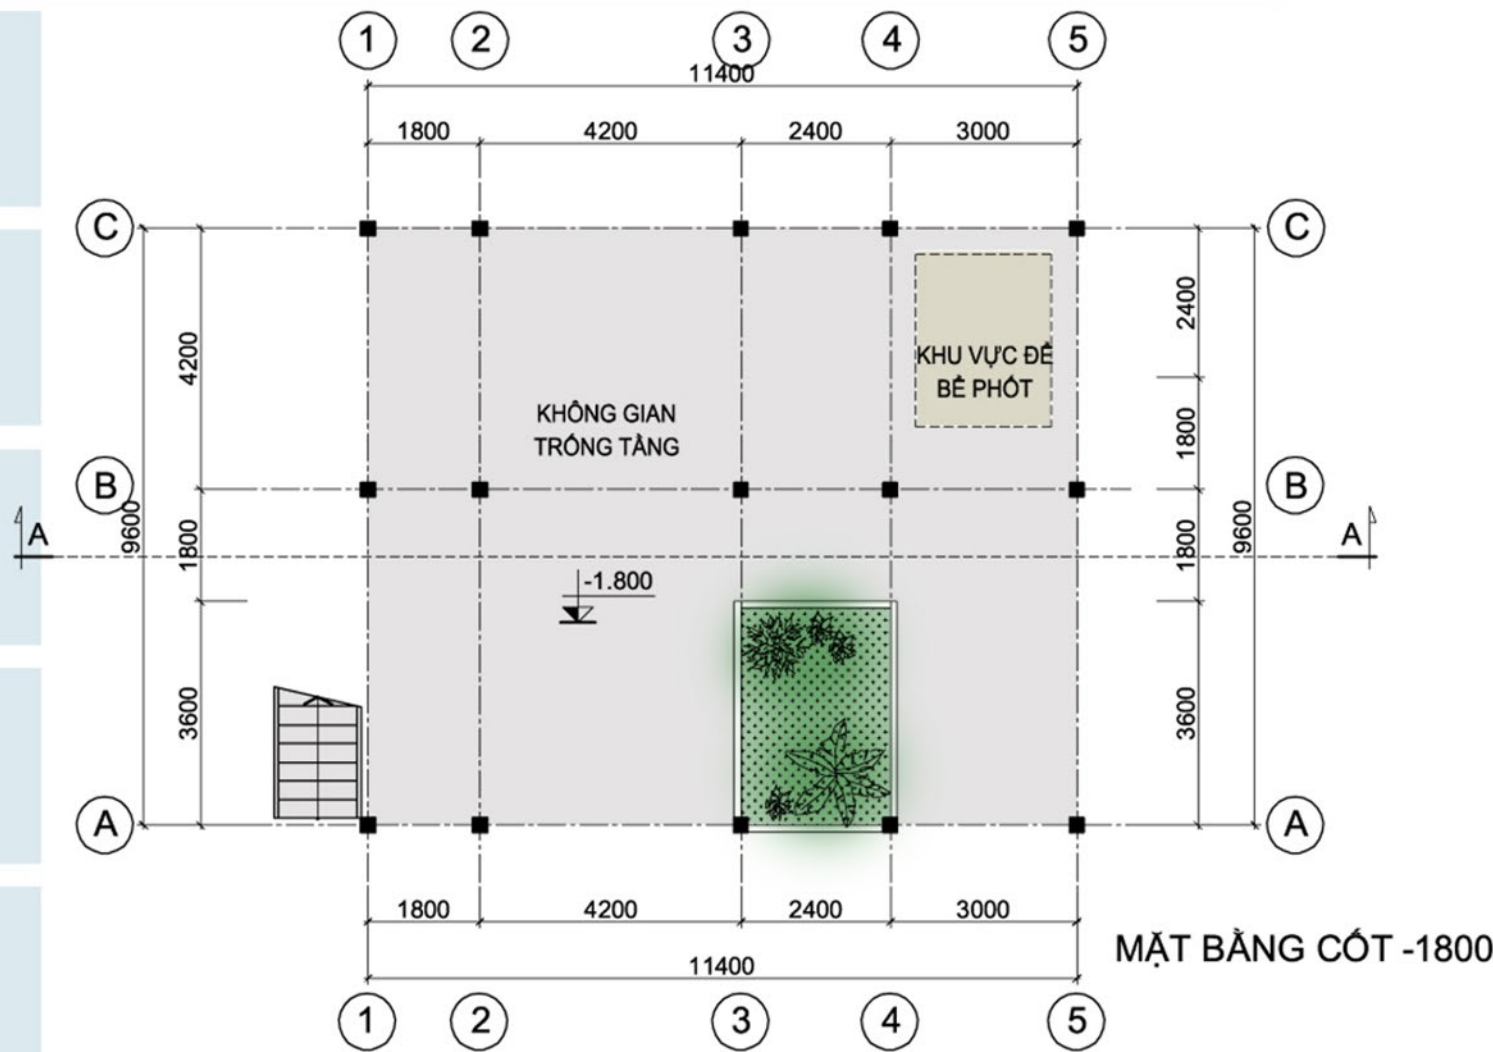 1 2 3 4 5
11400
1800 4200 2400 3000
C C
2400
4200
KHU VỰC ĐỂ
BỂ PHỐT
KHÔNG GIAN
TRỐNG TẦNG
1800
B B
9600 1800 1800 9600
A A
-1.800
3600 3600
A A
1800 4200 2400 3000
MẶT BẰNG CỐT -1800
11400
1 2 3 4 5